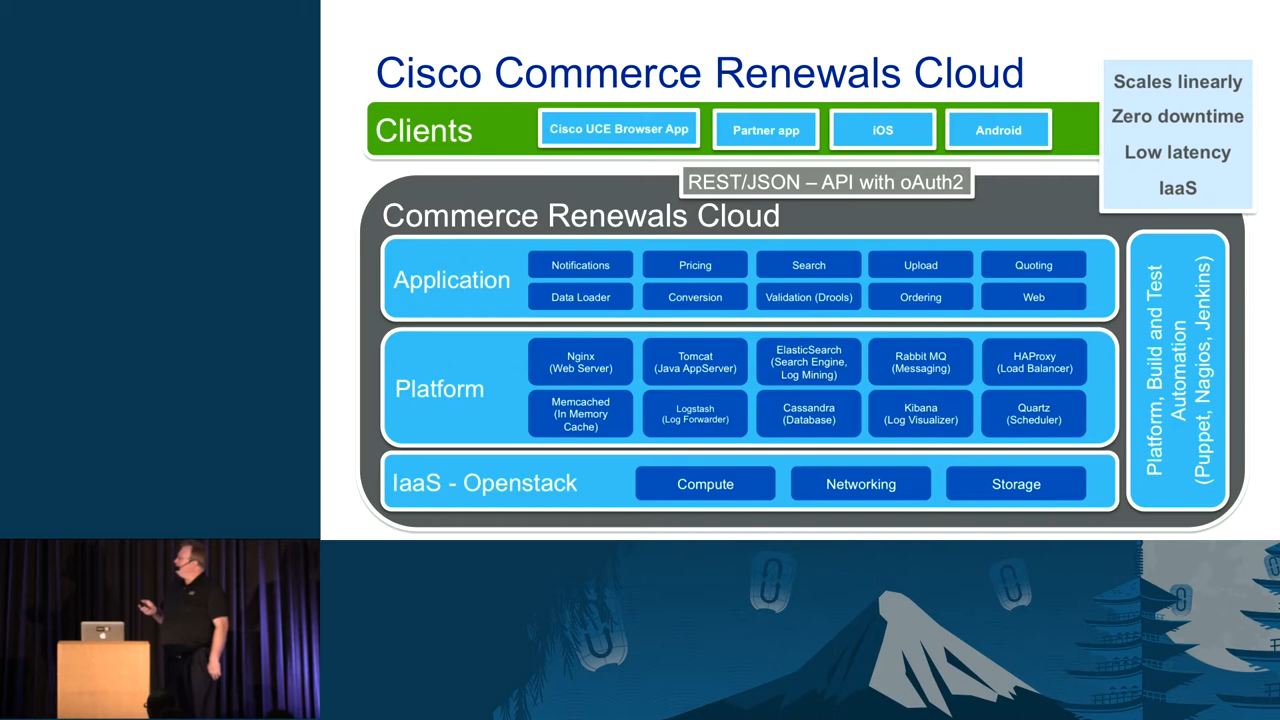 Cisco Commerce Renewals Cloud
Scales linearly
Zero downtime
Low latency
IaaS
Clients
Cisco UCE Browser App
Partner app
iOS
Android
REST/JSON – API with oAuth2
Commerce Renewals Cloud
Application
Notifications
Pricing
Search
Upload
Quoting
Data Loader
Conversion
Validation (Drools)
Ordering
Web
Platform
Nginx
(Web Server)
Tomcat
(Java AppServer)
ElasticSearch
(Search Engine,
Log Mining)
Rabbit MQ
(Messaging)
HAProxy
(Load Balancer)
Memcached
(In Memory
Cache)
Logstash
(Log Forwarder)
Cassandra
(Database)
Kibana
(Log Visualizer)
Quartz
(Scheduler)
IaaS - Openstack
Compute
Networking
Storage
Platform, Build and Test
Automation
(Puppet, Nagios, Jenkins)